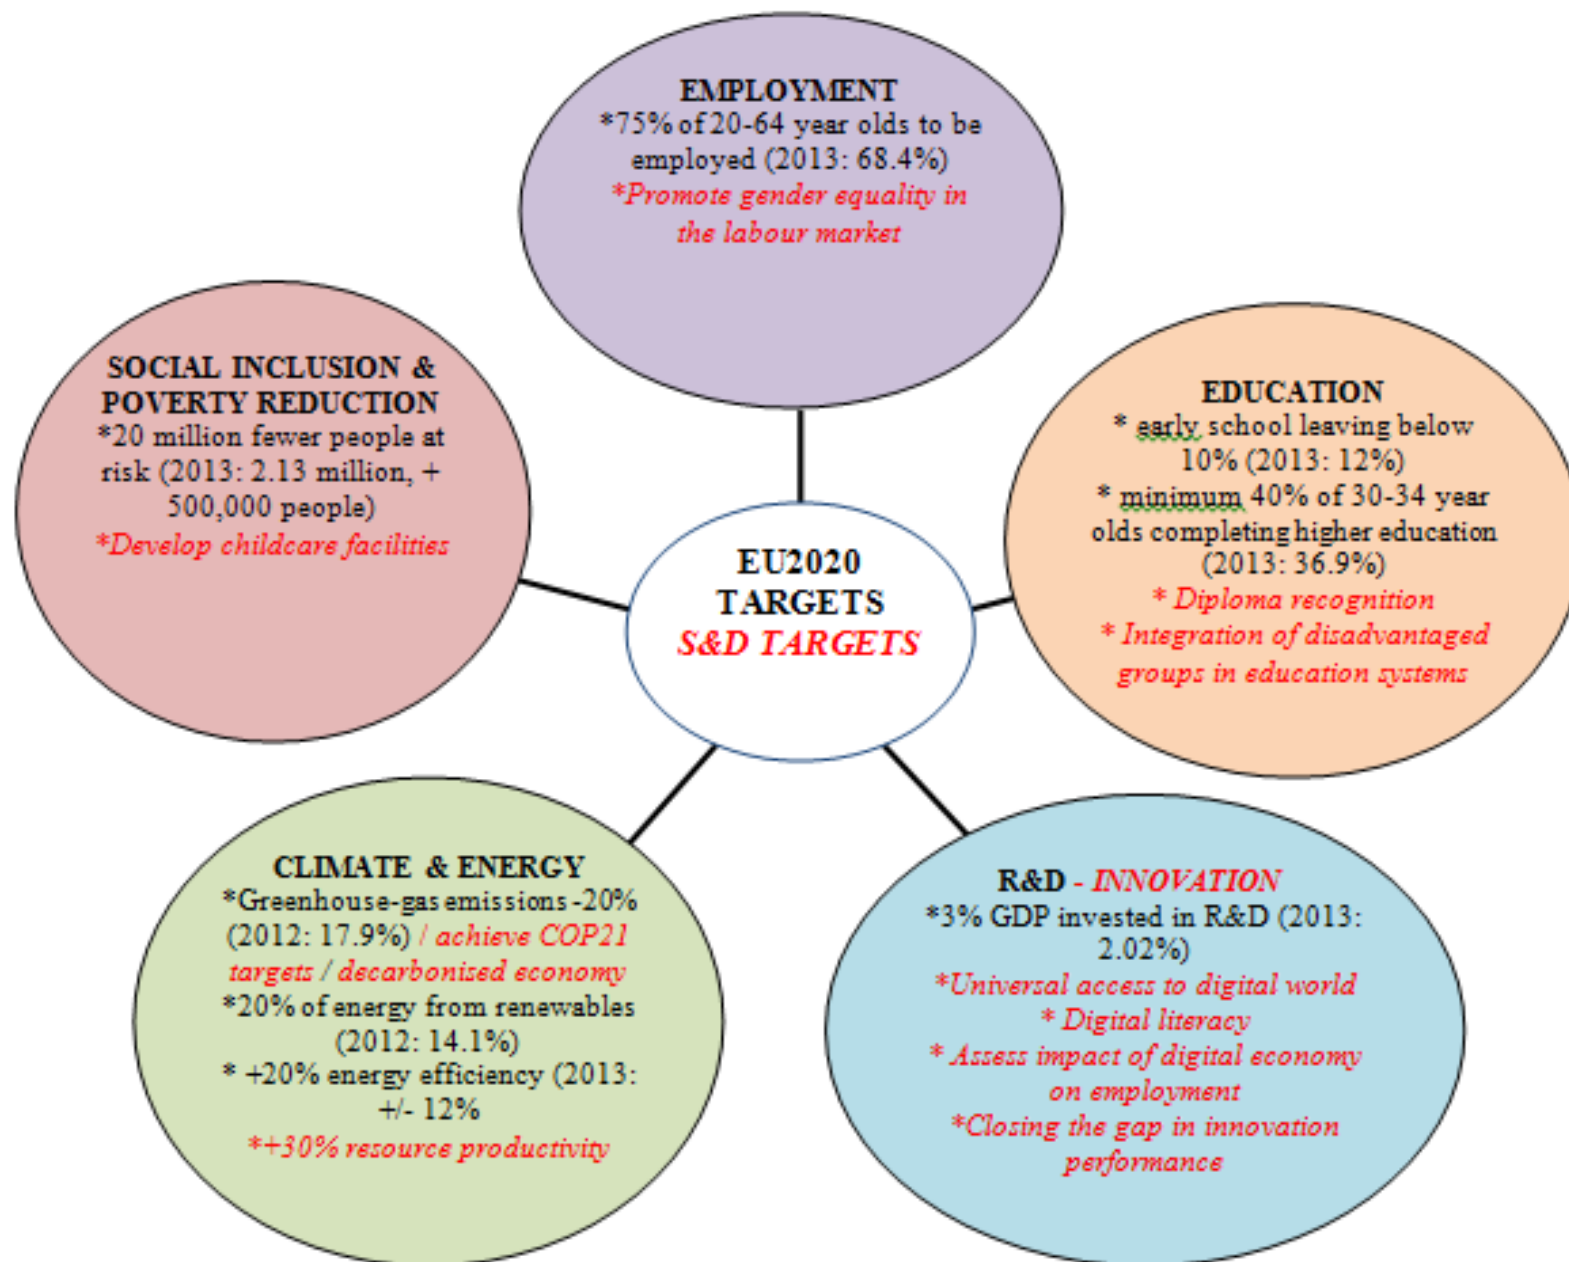 EMPLOYMENT
*75% of 20-64 year olds to be
employed (2013: 68.4%)
*Promote gender equality in
the labour market
SOCIAL INCLUSION &
POVERTY REDUCTION
*20 million fewer people at
risk (2013: 2.13 million, +
500,000 people)
*Develop childcare facilities
EDUCATION
* early school leaving below
10% (2013: 12%)
* minimum 40% of 30-34 year
olds completing higher education
(2013: 36.9%)
* Diploma recognition
* Integration of disadvantaged
groups in education systems
EU2020
TARGETS
S&D TARGETS
CLIMATE & ENERGY
*Greenhouse-gas emissions -20%
(2012: 17.9%) / achieve COP21
targets / decarbonised economy
*20% of energy from renewables
(2012: 14.1%)
* +20% energy efficiency (2013:
+/- 12%
*+30% resource productivity
R&D - INNOVATION
*3% GDP invested in R&D (2013:
2.02%)
*Universal access to digital world
* Digital literacy
* Assess impact of digital economy
on employment
*Closing the gap in innovation
performance